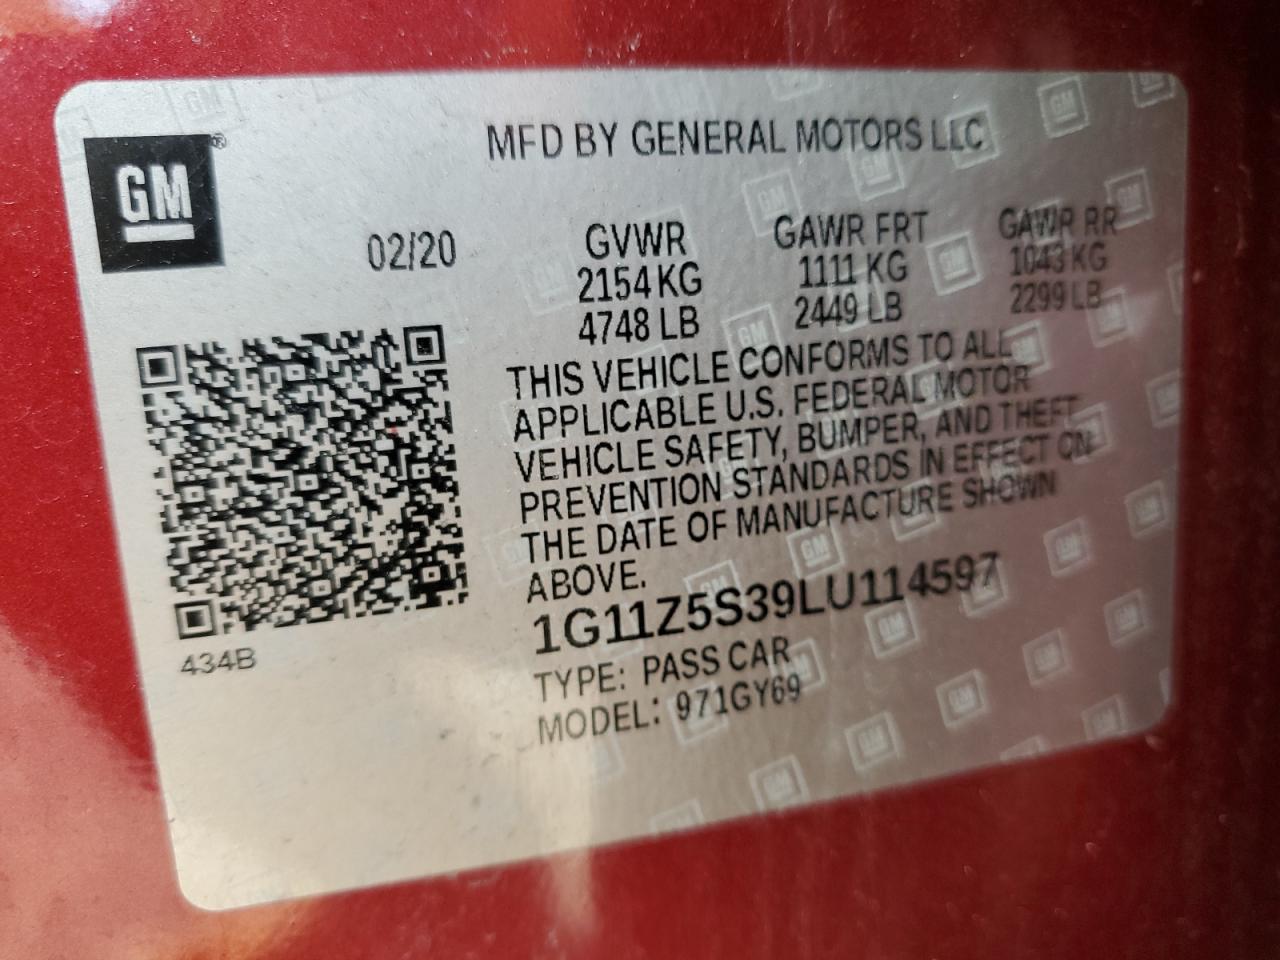 MFD BY GENERAL MOTORS LLC
GM®
02/20
GVWR
2154 KG
4748 LB
GAWR FRT
1111 KG
2449 LB
GAWR RR
1043 KG
2299 LB
THIS VEHICLE CONFORMS TO ALL
APPLICABLE U.S. FEDERAL MOTOR
VEHICLE SAFETY, BUMPER, AND THEFT
PREVENTION STANDARDS IN EFFECT ON
THE DATE OF MANUFACTURE SHOWN
ABOVE.
1G11Z5S39LU114597
TYPE: PASS CAR
MODEL: 971GY69
434B